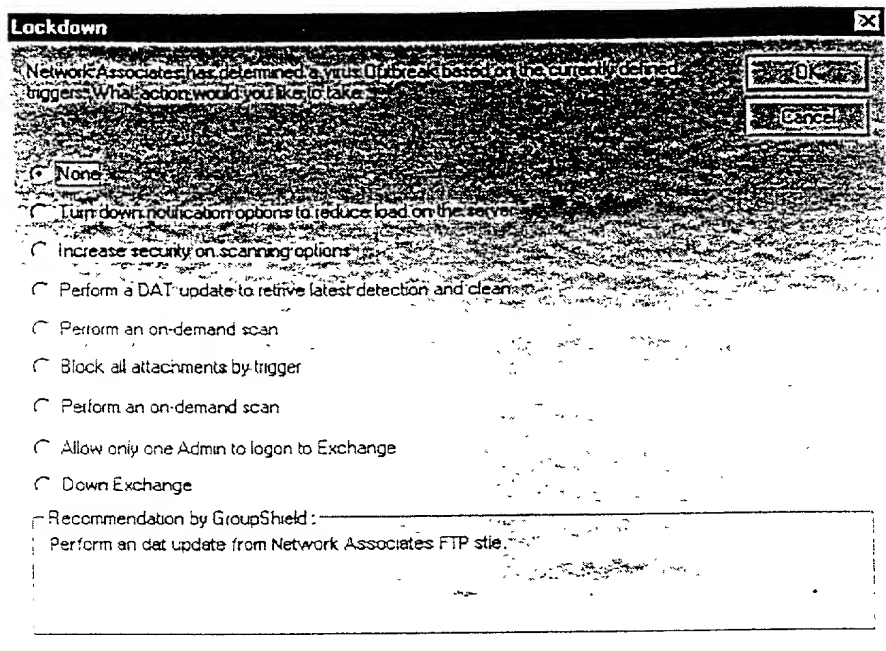 Lockdown
Network Associates has determined a virus Outbreak based on the currently defined
triggers. What action would you like to take.
OK
Cancel
None
Turn down notification options to reduce load on the server
Increase security on scanning options
Perform a DAT update to retrive latest detection and clean
Perform an on-demand scan
Block all attachments by trigger
Perform an on-demand scan
Allow only one Admin to logon to Exchange
Down Exchange
Recommendation by GroupShield :
Perform an dat update from Network Associates FTP stie.